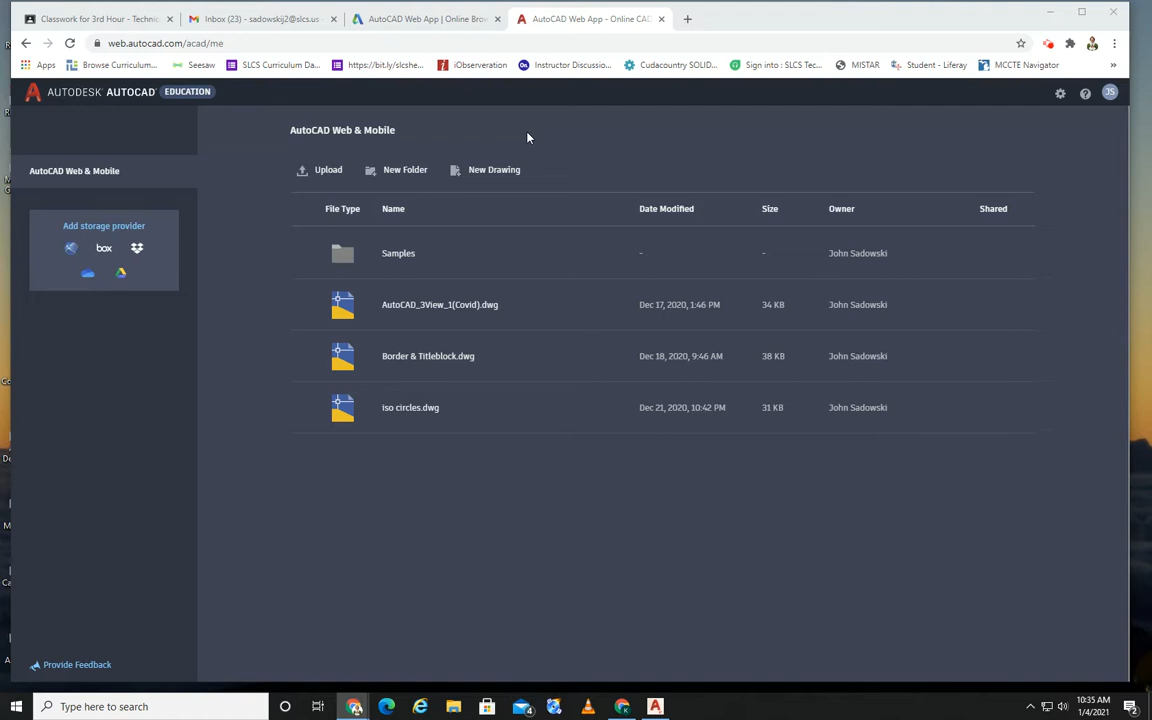 Classwork for 3rd Hour - Technic
Inbox (23) - sadowskij2@slcs.us -
AutoCAD Web App | Online Brow
AutoCAD Web App - Online CAD
web.autocad.com/acad/me
Apps
Browse Curriculum...
Seesaw
SLCS Curriculum Da...
https://bit.ly/slcshe...
iObserveration
Instructor Discussio...
Cudacountry SOLID...
Sign into : SLCS Tec...
MISTAR
Student - Liferay
MCCTE Navigator
AUTODESK® AUTOCAD® EDUCATION
JS
AutoCAD Web & Mobile
AutoCAD Web & Mobile
Upload
New Folder
New Drawing
Add storage provider
box
File Type
Name
Date Modified
Size
Owner
Shared
Samples
-
-
John Sadowski
AutoCAD_3View_1(Covid).dwg
Dec 17, 2020, 1:46 PM
34 KB
John Sadowski
Border & Titleblock.dwg
Dec 18, 2020, 9:46 AM
38 KB
John Sadowski
iso circles.dwg
Dec 21, 2020, 10:42 PM
31 KB
John Sadowski
Provide Feedback
Type here to search
4
10:35 AM
1/4/2021
2